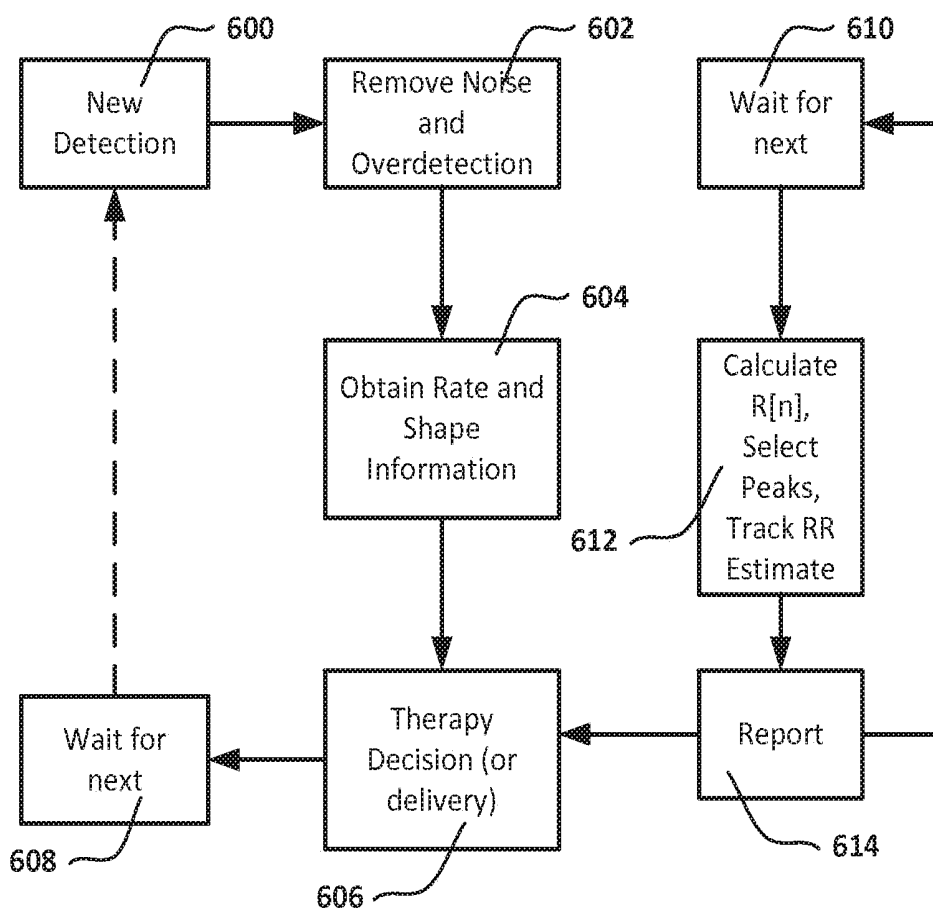 600
New
Detection
602
Remove Noise
and
Overdetection
610
Wait for
next
604
Obtain Rate and
Shape
Information
Calculate
R[n],
Select
Peaks,
Track RR
Estimate
612
Wait for
next
608
Therapy
Decision (or
delivery)
606
Report
614